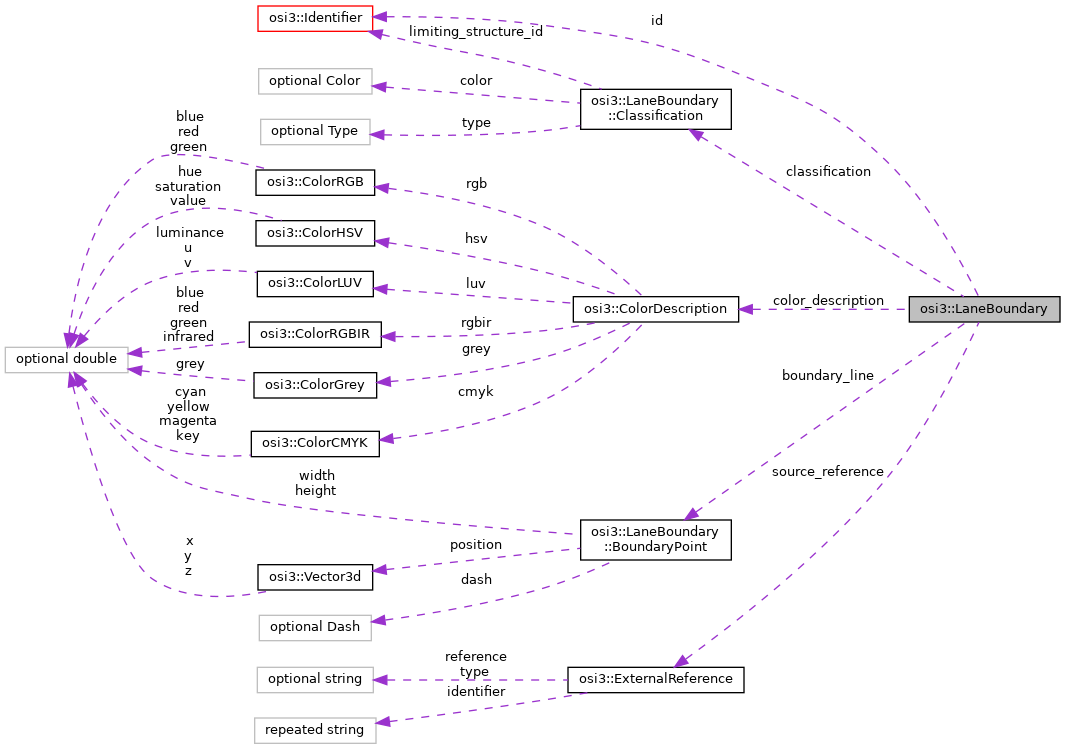 id
osi3::Identifier
limiting_structure_id
optional Color
color
osi3::LaneBoundary
::Classification
optional Type
type
blue
red
green
classification
osi3::ColorRGB
rgb
hue
saturation
value
osi3::ColorHSV
hsv
luminance
u
v
osi3::ColorLUV
luv
blue
red
green
infrared
osi3::ColorDescription
color_description
osi3::LaneBoundary
osi3::ColorRGBIR
rgbir
optional double
grey
osi3::ColorGrey
grey
boundary_line
cyan
yellow
magenta
key
osi3::ColorCMYK
cmyk
width
height
source_reference
osi3::LaneBoundary
::BoundaryPoint
position
x
y
z
osi3::Vector3d
dash
optional Dash
reference
type
optional string
osi3::ExternalReference
identifier
repeated string